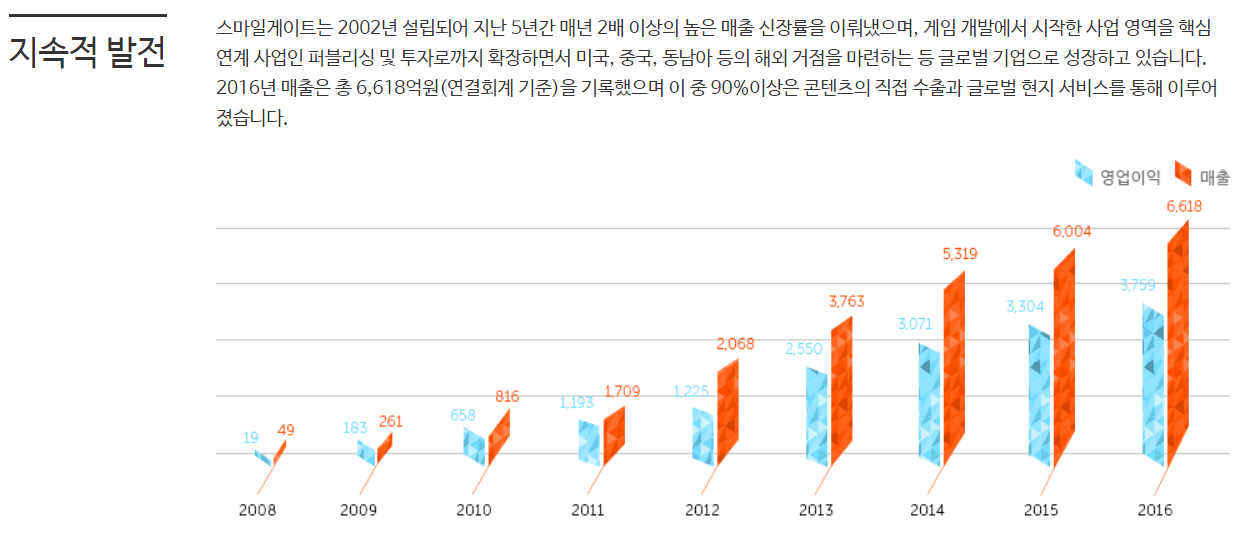 지속적 발전
스마일게이트는 2002년 설립되어 지난 5년간 매년 2배 이상의 높은 매출 신장률을 이뤄냈으며, 게임 개발에서 시작한 사업 영역을 핵심
연계 사업인 퍼블리싱 및 투자로까지 확장하면서 미국, 중국, 동남아 등의 해외 거점을 마련하는 등 글로벌 기업으로 성장하고 있습니다.
2016년 매출은 총 6,618억원(연결회계 기준)을 기록했으며 이 중 90%이상은 콘텐츠의 직접 수출과 글로벌 현지 서비스를 통해 이루어
졌습니다.
영업이익 매출
19 49
183 261
658 816
1,193 1,709
1,225 2,068
2,550 3,763
3,071 5,319
3,304 6,004
3,759 6,618
2008 2009 2010 2011 2012 2013 2014 2015 2016